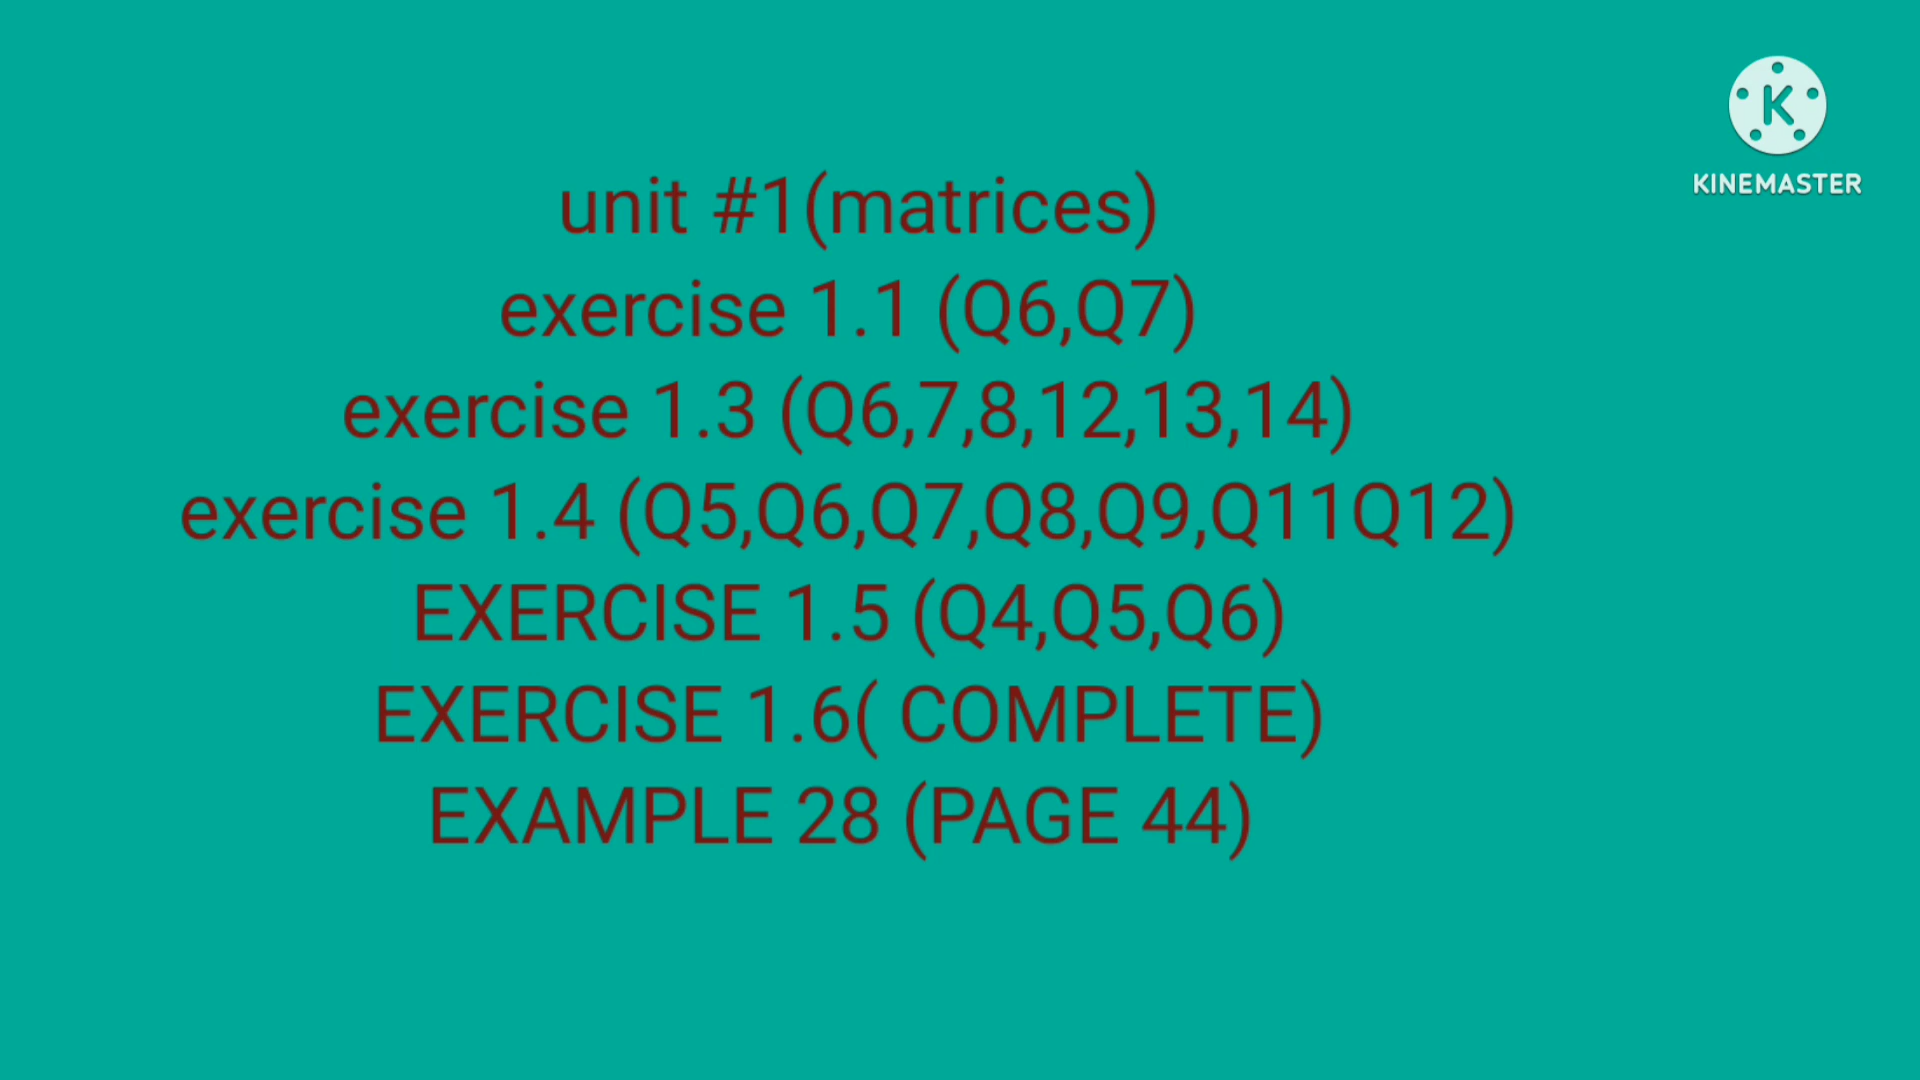 K
KINEMASTER
unit #1(matrices)
exercise 1.1 (Q6,Q7)
exercise 1.3 (Q6,7,8,12,13,14)
exercise 1.4 (Q5,Q6,Q7,Q8,Q9,Q11Q12)
EXERCISE 1.5 (Q4,Q5,Q6)
EXERCISE 1.6( COMPLETE)
EXAMPLE 28 (PAGE 44)